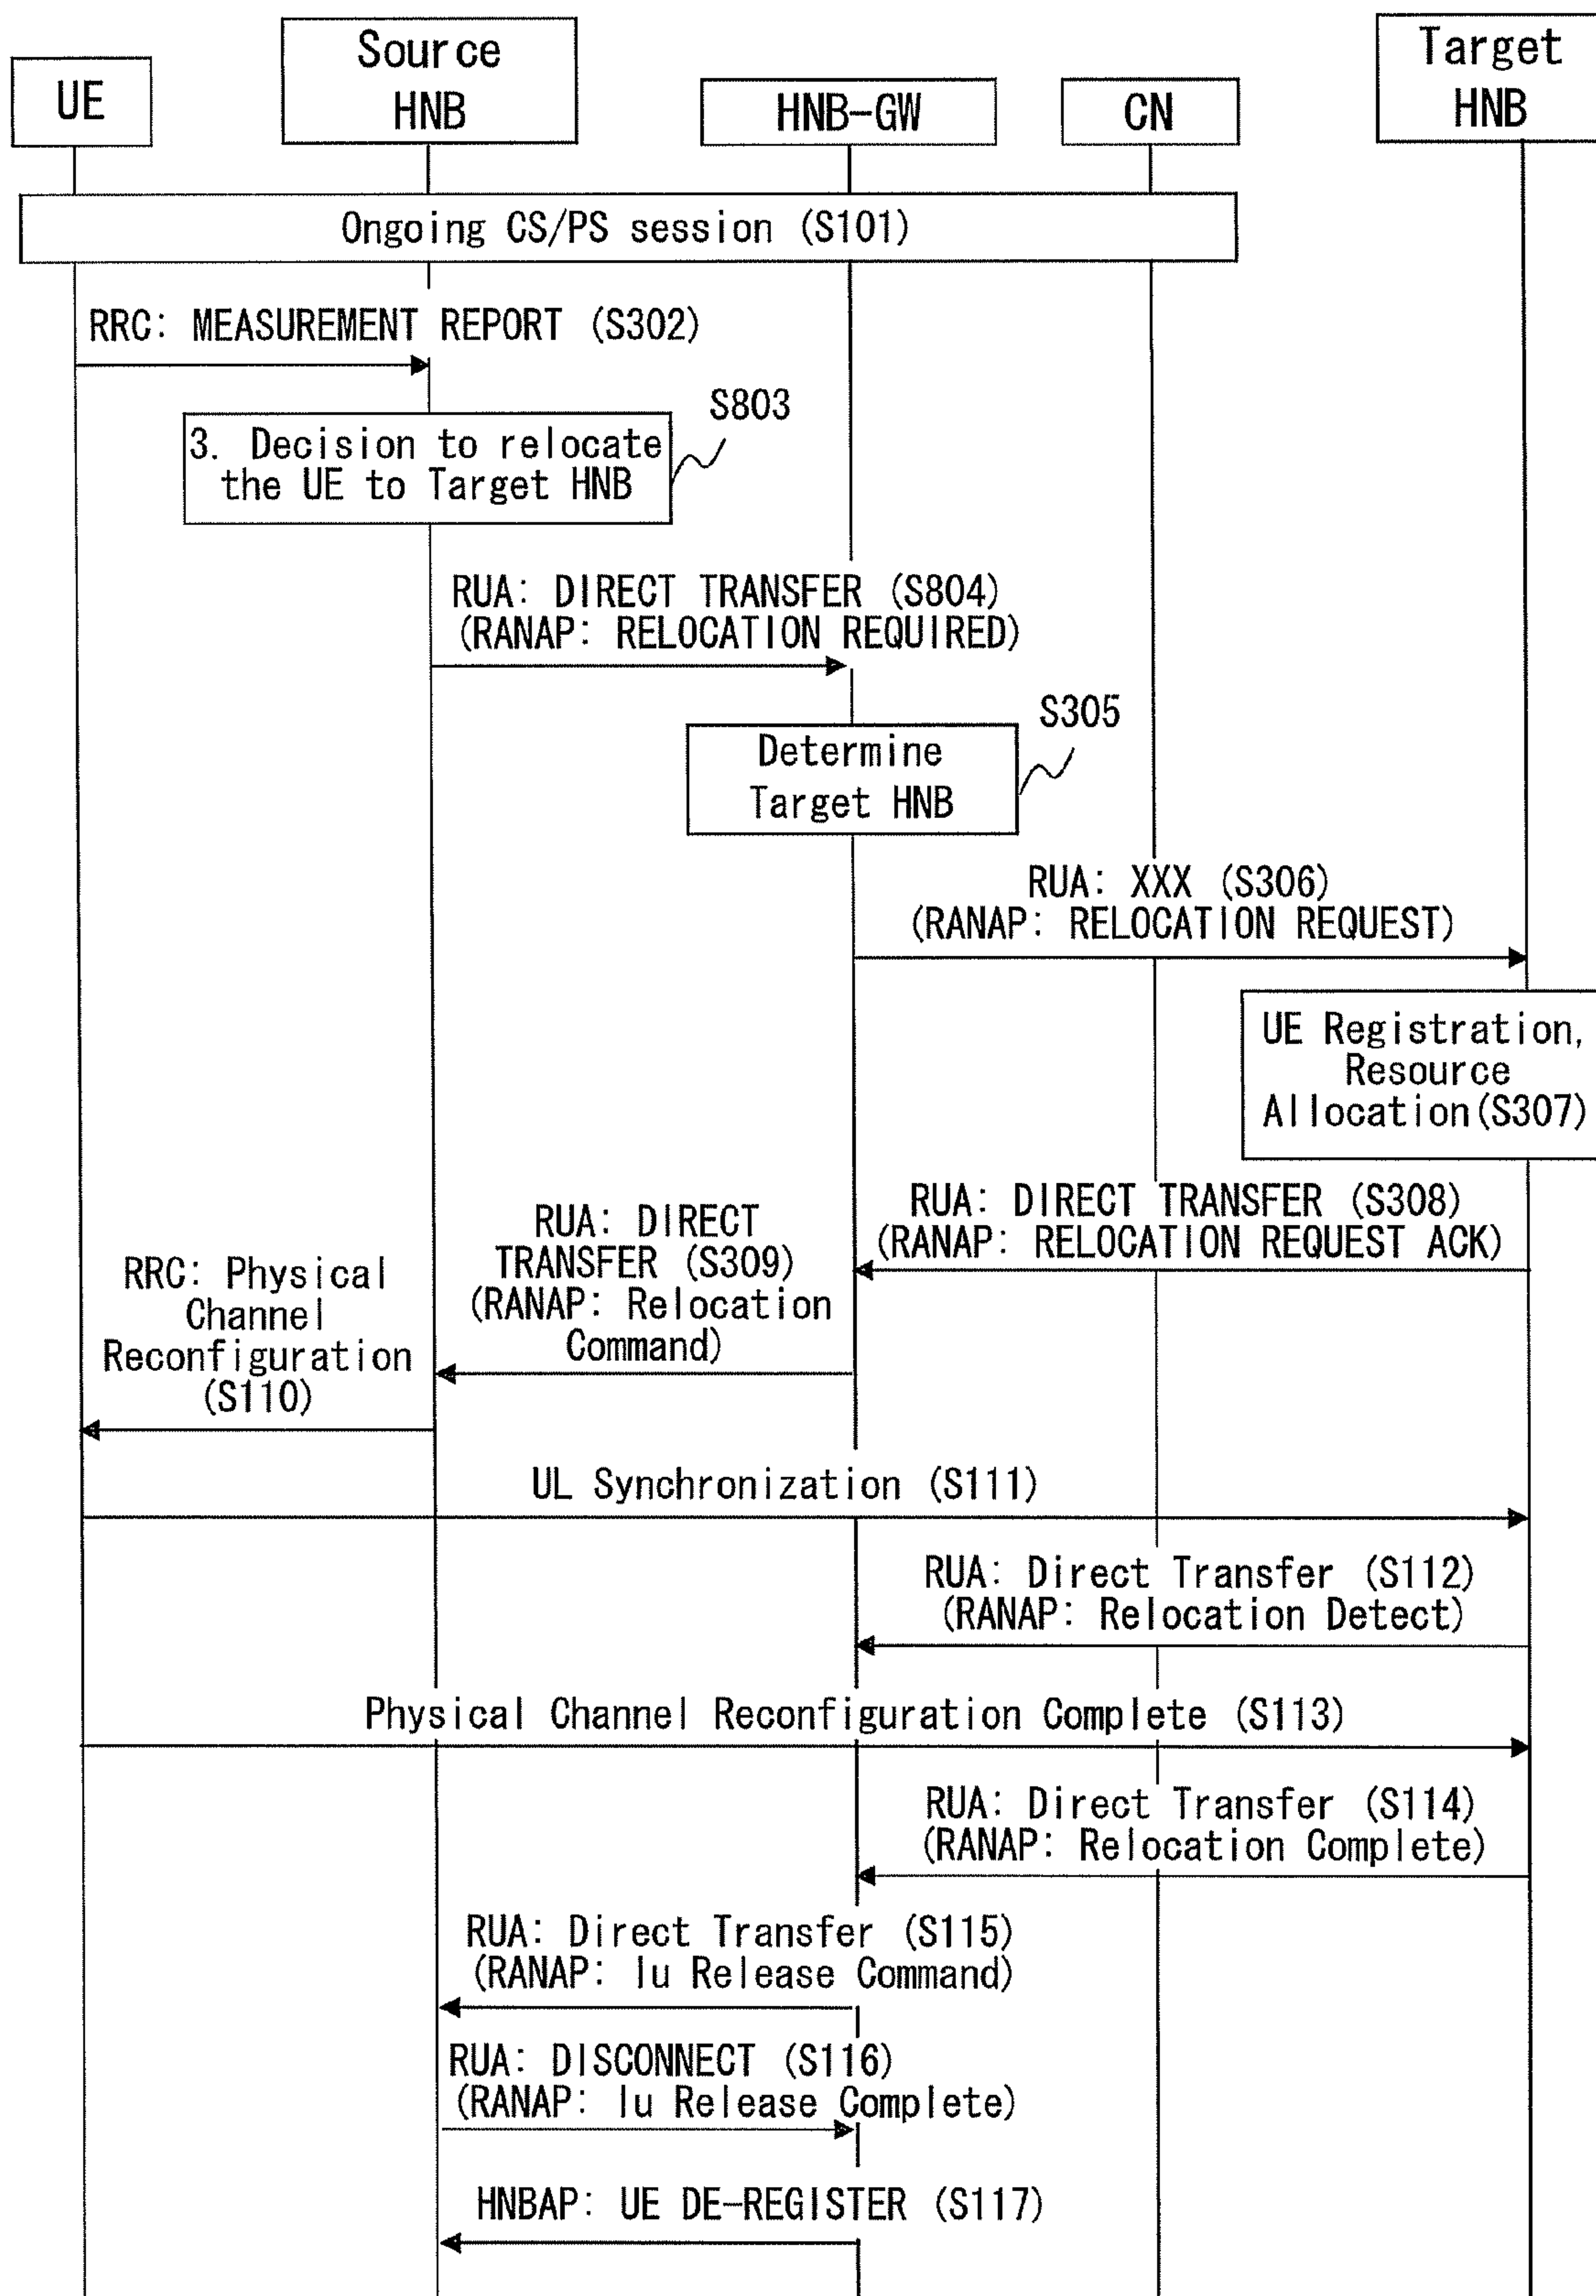 UE
Source
HNB
HNB-GW
CN
Target
HNB
Ongoing CS/PS session (S101)
RRC: MEASUREMENT REPORT (S302)
S803
3. Decision to relocate
the UE to Target HNB
RUA: DIRECT TRANSFER (S804)
(RANAP: RELOCATION REQUIRED)
S305
Determine
Target HNB
RUA: XXX (S306)
(RANAP: RELOCATION REQUEST)
UE Registration,
Resource
Allocation(S307)
RUA: DIRECT TRANSFER (S308)
(RANAP: RELOCATION REQUEST ACK)
RUA: DIRECT
TRANSFER (S309)
(RANAP: Relocation
Command)
RRC: Physical
Channel
Reconfiguration
(S110)
UL Synchronization (S111)
RUA: Direct Transfer (S112)
(RANAP: Relocation Detect)
Physical Channel Reconfiguration Complete (S113)
RUA: Direct Transfer (S114)
(RANAP: Relocation Complete)
RUA: Direct Transfer (S115)
(RANAP: Iu Release Command)
RUA: DISCONNECT (S116)
(RANAP: Iu Release Complete)
HNBAP: UE DE-REGISTER (S117)